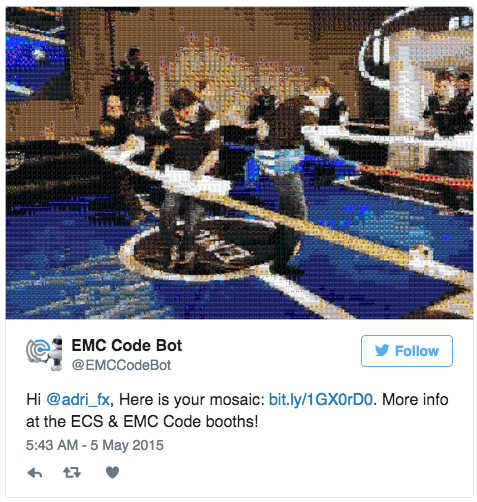 EMC Code Bot
@EMCCodeBot
Follow
Hi @adri_fx, Here is your mosaic: bit.ly/1GX0rD0. More info
at the ECS & EMC Code booths!
5:43 AM - 5 May 2015